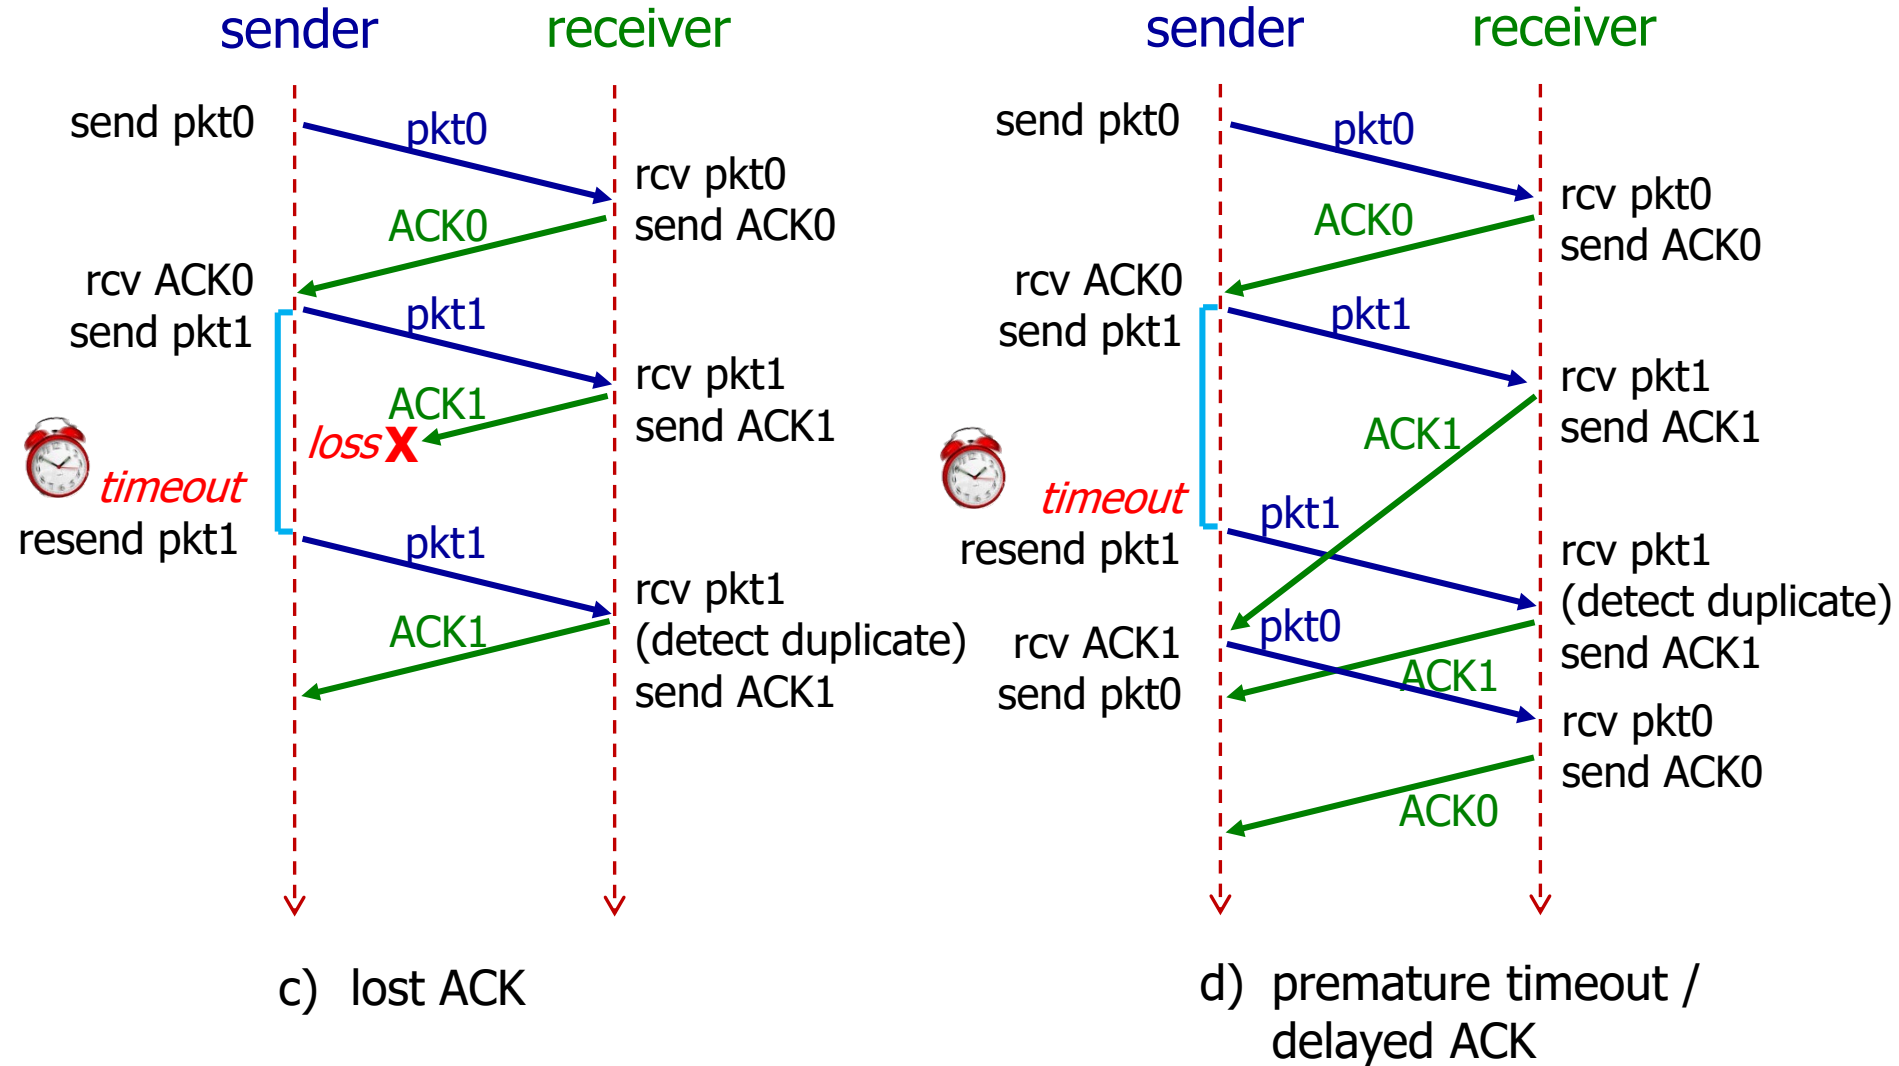 sender
receiver
send pkt0
pkt0
rcv pkt0
send ACK0
ACK0
rcv ACK0
send pkt1
pkt1
rcv pkt1
send ACK1
ACK1
loss X
timeout
resend pkt1
pkt1
rcv pkt1
(detect duplicate)
send ACK1
ACK1
c) lost ACK
sender
receiver
send pkt0
pkt0
rcv pkt0
send ACK0
ACK0
rcv ACK0
send pkt1
pkt1
rcv pkt1
send ACK1
ACK1
timeout
resend pkt1
pkt1
rcv pkt1
(detect duplicate)
send ACK1
rcv ACK1
send pkt0
pkt0
ACK1
rcv pkt0
send ACK0
ACK0
d) premature timeout /
delayed ACK